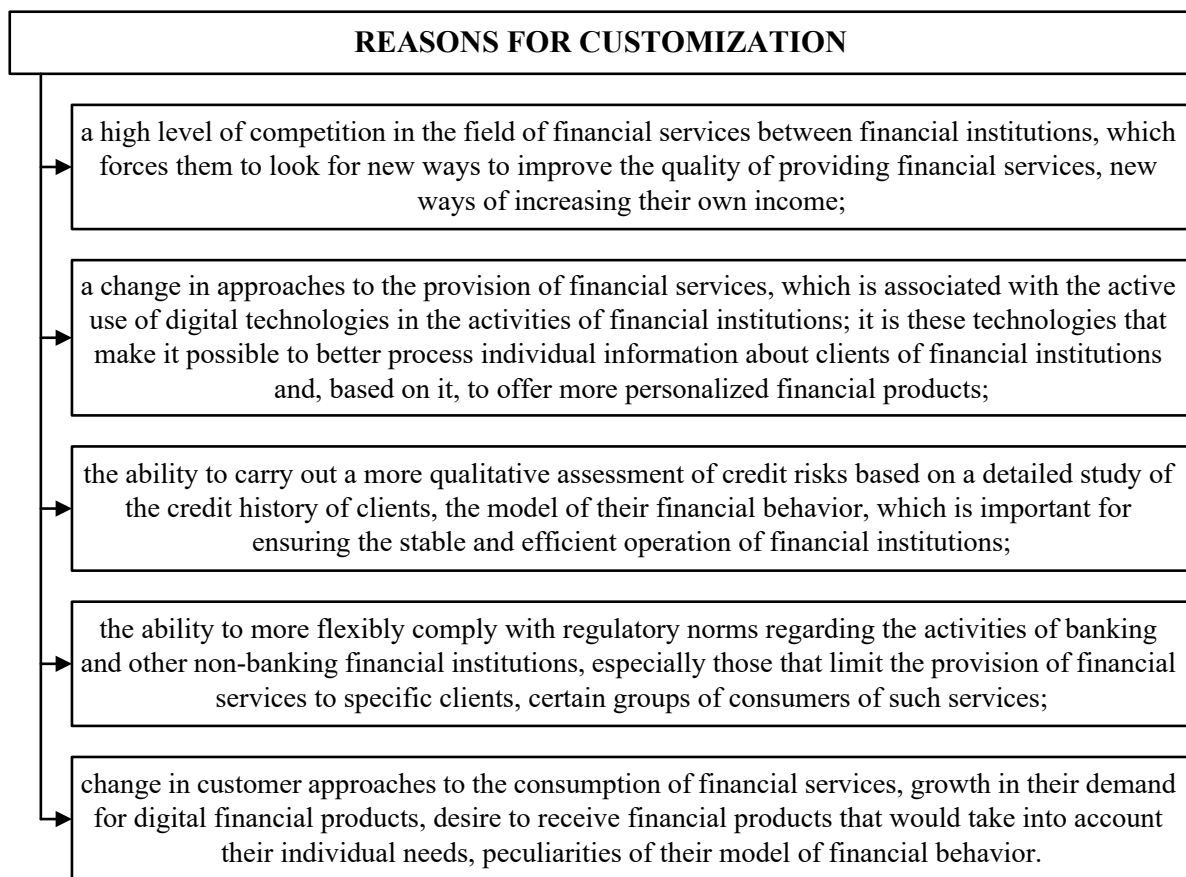 REASONS FOR CUSTOMIZATION
a high level of competition in the field of financial services between financial institutions, which
forces them to look for new ways to improve the quality of providing financial services, new
ways of increasing their own income;
a change in approaches to the provision of financial services, which is associated with the active
use of digital technologies in the activities of financial institutions; it is these technologies that
make it possible to better process individual information about clients of financial institutions
and, based on it, to offer more personalized financial products;
the ability to carry out a more qualitative assessment of credit risks based on a detailed study of
the credit history of clients, the model of their financial behavior, which is important for
ensuring the stable and efficient operation of financial institutions;
the ability to more flexibly comply with regulatory norms regarding the activities of banking
and other non-banking financial institutions, especially those that limit the provision of financial
services to specific clients, certain groups of consumers of such services;
change in customer approaches to the consumption of financial services, growth in their demand
for digital financial products, desire to receive financial products that would take into account
their individual needs, peculiarities of their model of financial behavior.